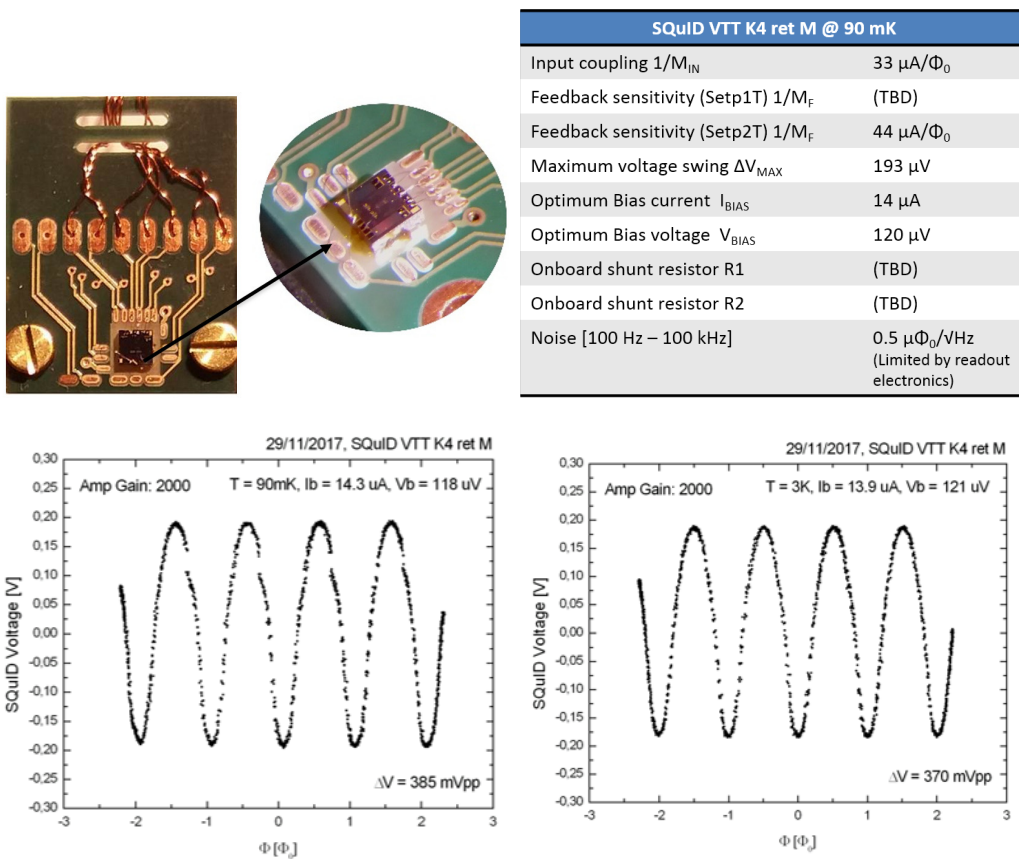 SQuID VTT K4 ret M @ 90 mK
Input coupling 1/M_IN 33 µA/Φ₀
Feedback sensitivity (Setp1T) 1/M_F (TBD)
Feedback sensitivity (Setp2T) 1/M_F 44 µA/Φ₀
Maximum voltage swing ΔV_MAX 193 µV
Optimum Bias current I_BIAS 14 µA
Optimum Bias voltage V_BIAS 120 µV
Onboard shunt resistor R1 (TBD)
Onboard shunt resistor R2 (TBD)
Noise [100 Hz – 100 kHz] 0.5 µΦ₀/√Hz
(Limited by readout
electronics)
29/11/2017, SQuID VTT K4 ret M
Amp Gain: 2000 T = 90mK, Ib = 14.3 uA, Vb = 118 uV
0,30
0,25
0,20
0,15
0,10
0,05
0,00
-0,05
-0,10
-0,15
-0,20
-0,25
-0,30
SQuID Voltage [V]
ΔV = 385 mVpp
-3 -2 -1 0 1 2 3
Φ [Φ₀]
29/11/2017, SQuID VTT K4 ret M
Amp Gain: 2000 T = 3K, Ib = 13.9 uA, Vb = 121 uV
0,30
0,25
0,20
0,15
0,10
0,05
0,00
-0,05
-0,10
-0,15
-0,20
-0,25
-0,30
SQuID Voltage [V]
ΔV = 370 mVpp
-3 -2 -1 0 1 2 3
Φ [Φ₀]